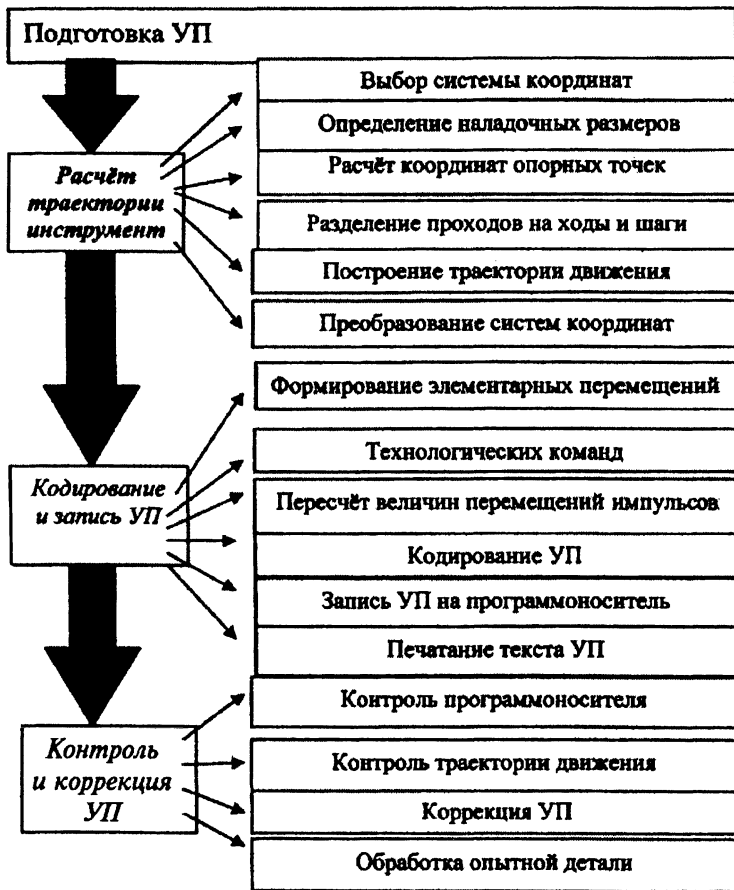 Подготовка УП
Выбор системы координат
Определение наладочных размеров
Расчёт координат опорных точек
Расчёт
траектории
инструмент
Разделение проходов на ходы и шаги
Построение траектории движения
Преобразование систем координат
Формирование элементарных перемещений
Технологических команд
Кодирование
и запись УП
Пересчёт величин перемещений импульсов
Кодирование УП
Запись УП на программоноситель
Печатание текста УП
Контроль программоносителя
Контроль
и коррекция
УП
Контроль траектории движения
Коррекция УП
Обработка опытной детали